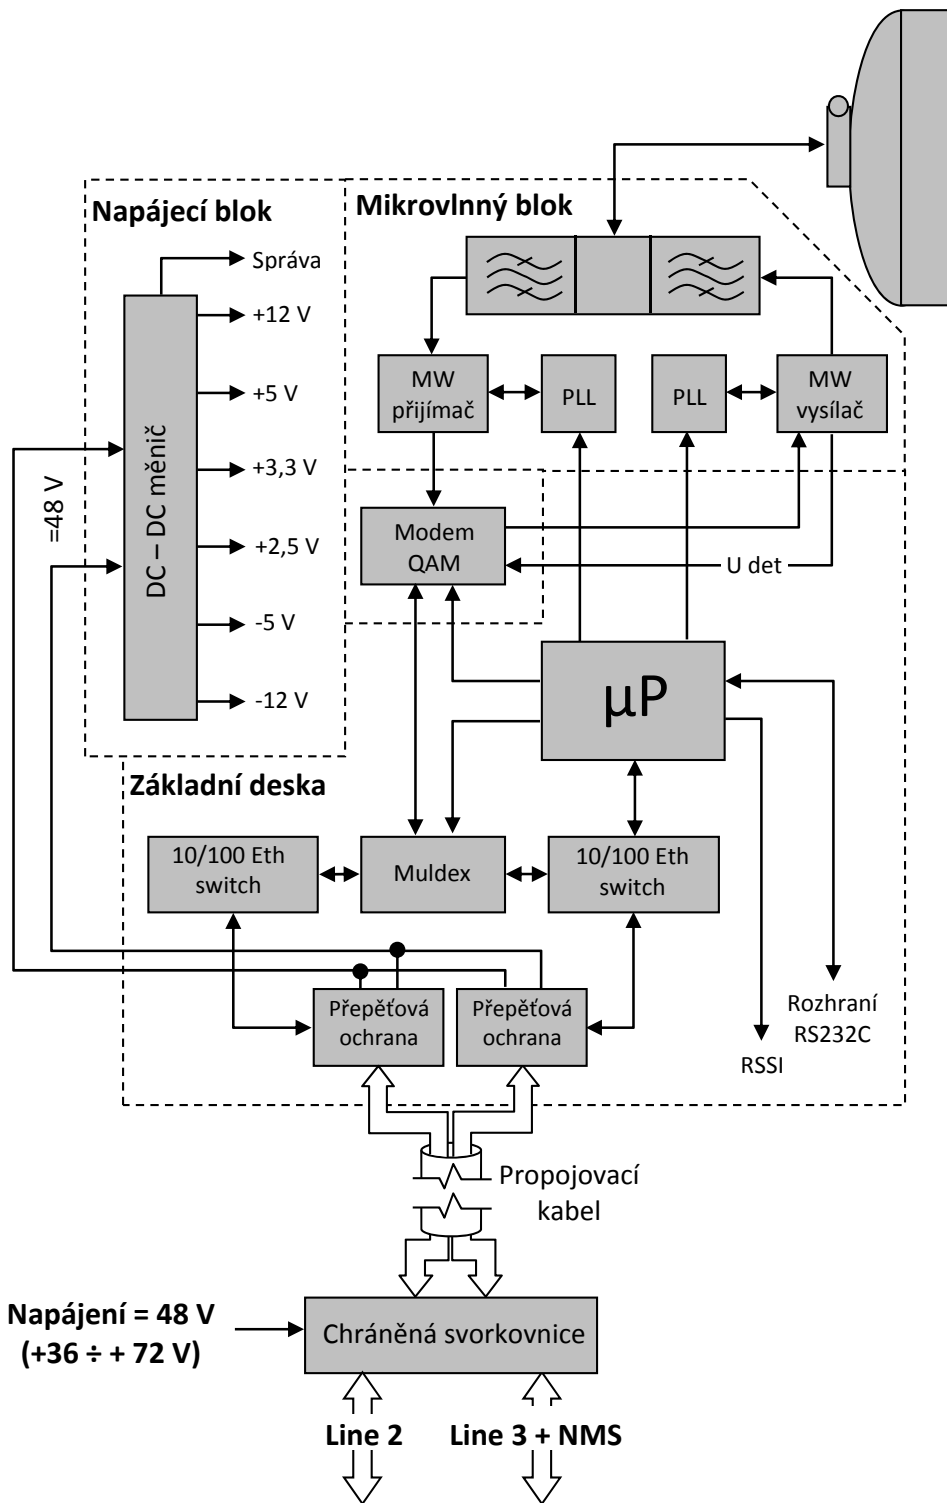 Napájecí blok
Mikrovlnný blok
Správa
+12 V
+5 V
+3,3 V
+2,5 V
-5 V
-12 V
DC – DC měnič
=48 V
MW
přijímač
PLL
PLL
MW
vysílač
Modem
QAM
U det
µP
Základní deska
10/100 Eth
switch
Muldex
10/100 Eth
switch
Přepěťová
ochrana
Přepěťová
ochrana
Rozhraní
RS232C
RSSI
Propojovací
kabel
Napájení = 48 V
(+36 ÷ + 72 V)
Chráněná svorkovnice
Line 2
Line 3 + NMS